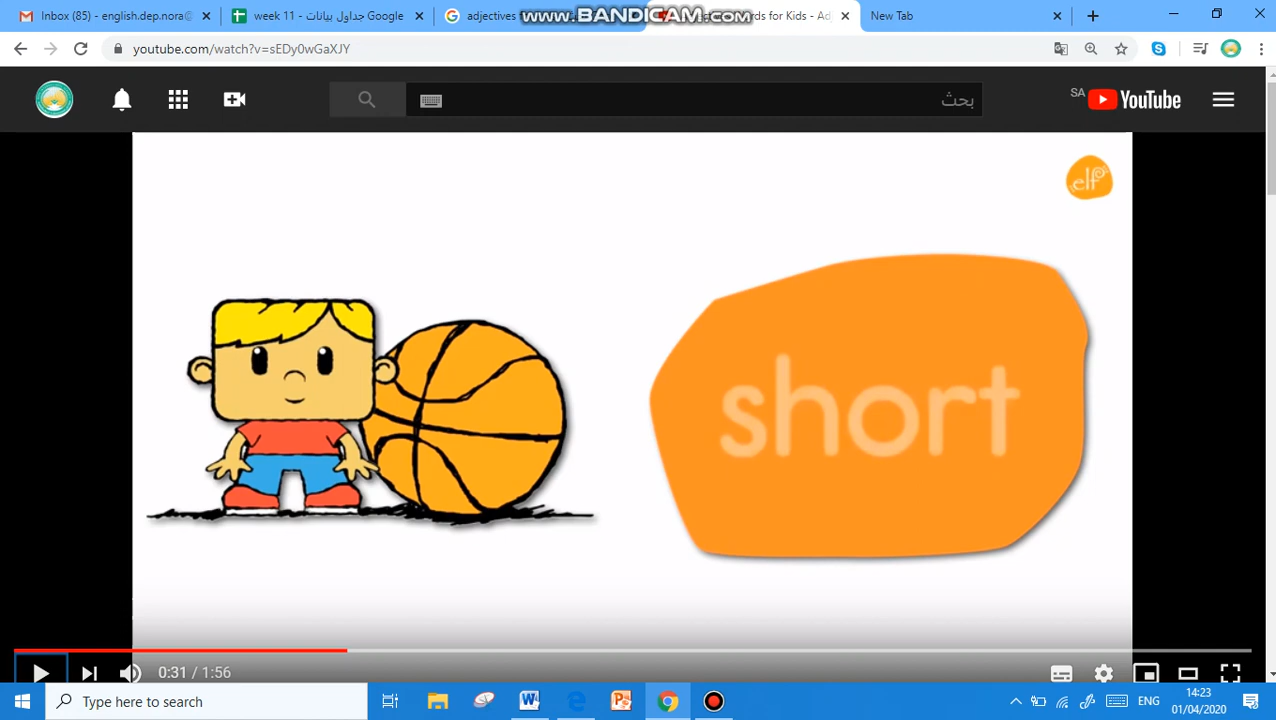 Inbox (85) - english.dep.nora@
week 11 - جداول بيانات Google
adjectives
www.BANDICAM.com
rds for Kids - Ad
New Tab
youtube.com/watch?v=sEDy0wGaXJY
بحث
SA
YouTube
elf
short
0:31 / 1:56
Type here to search
ENG
14:23
01/04/2020